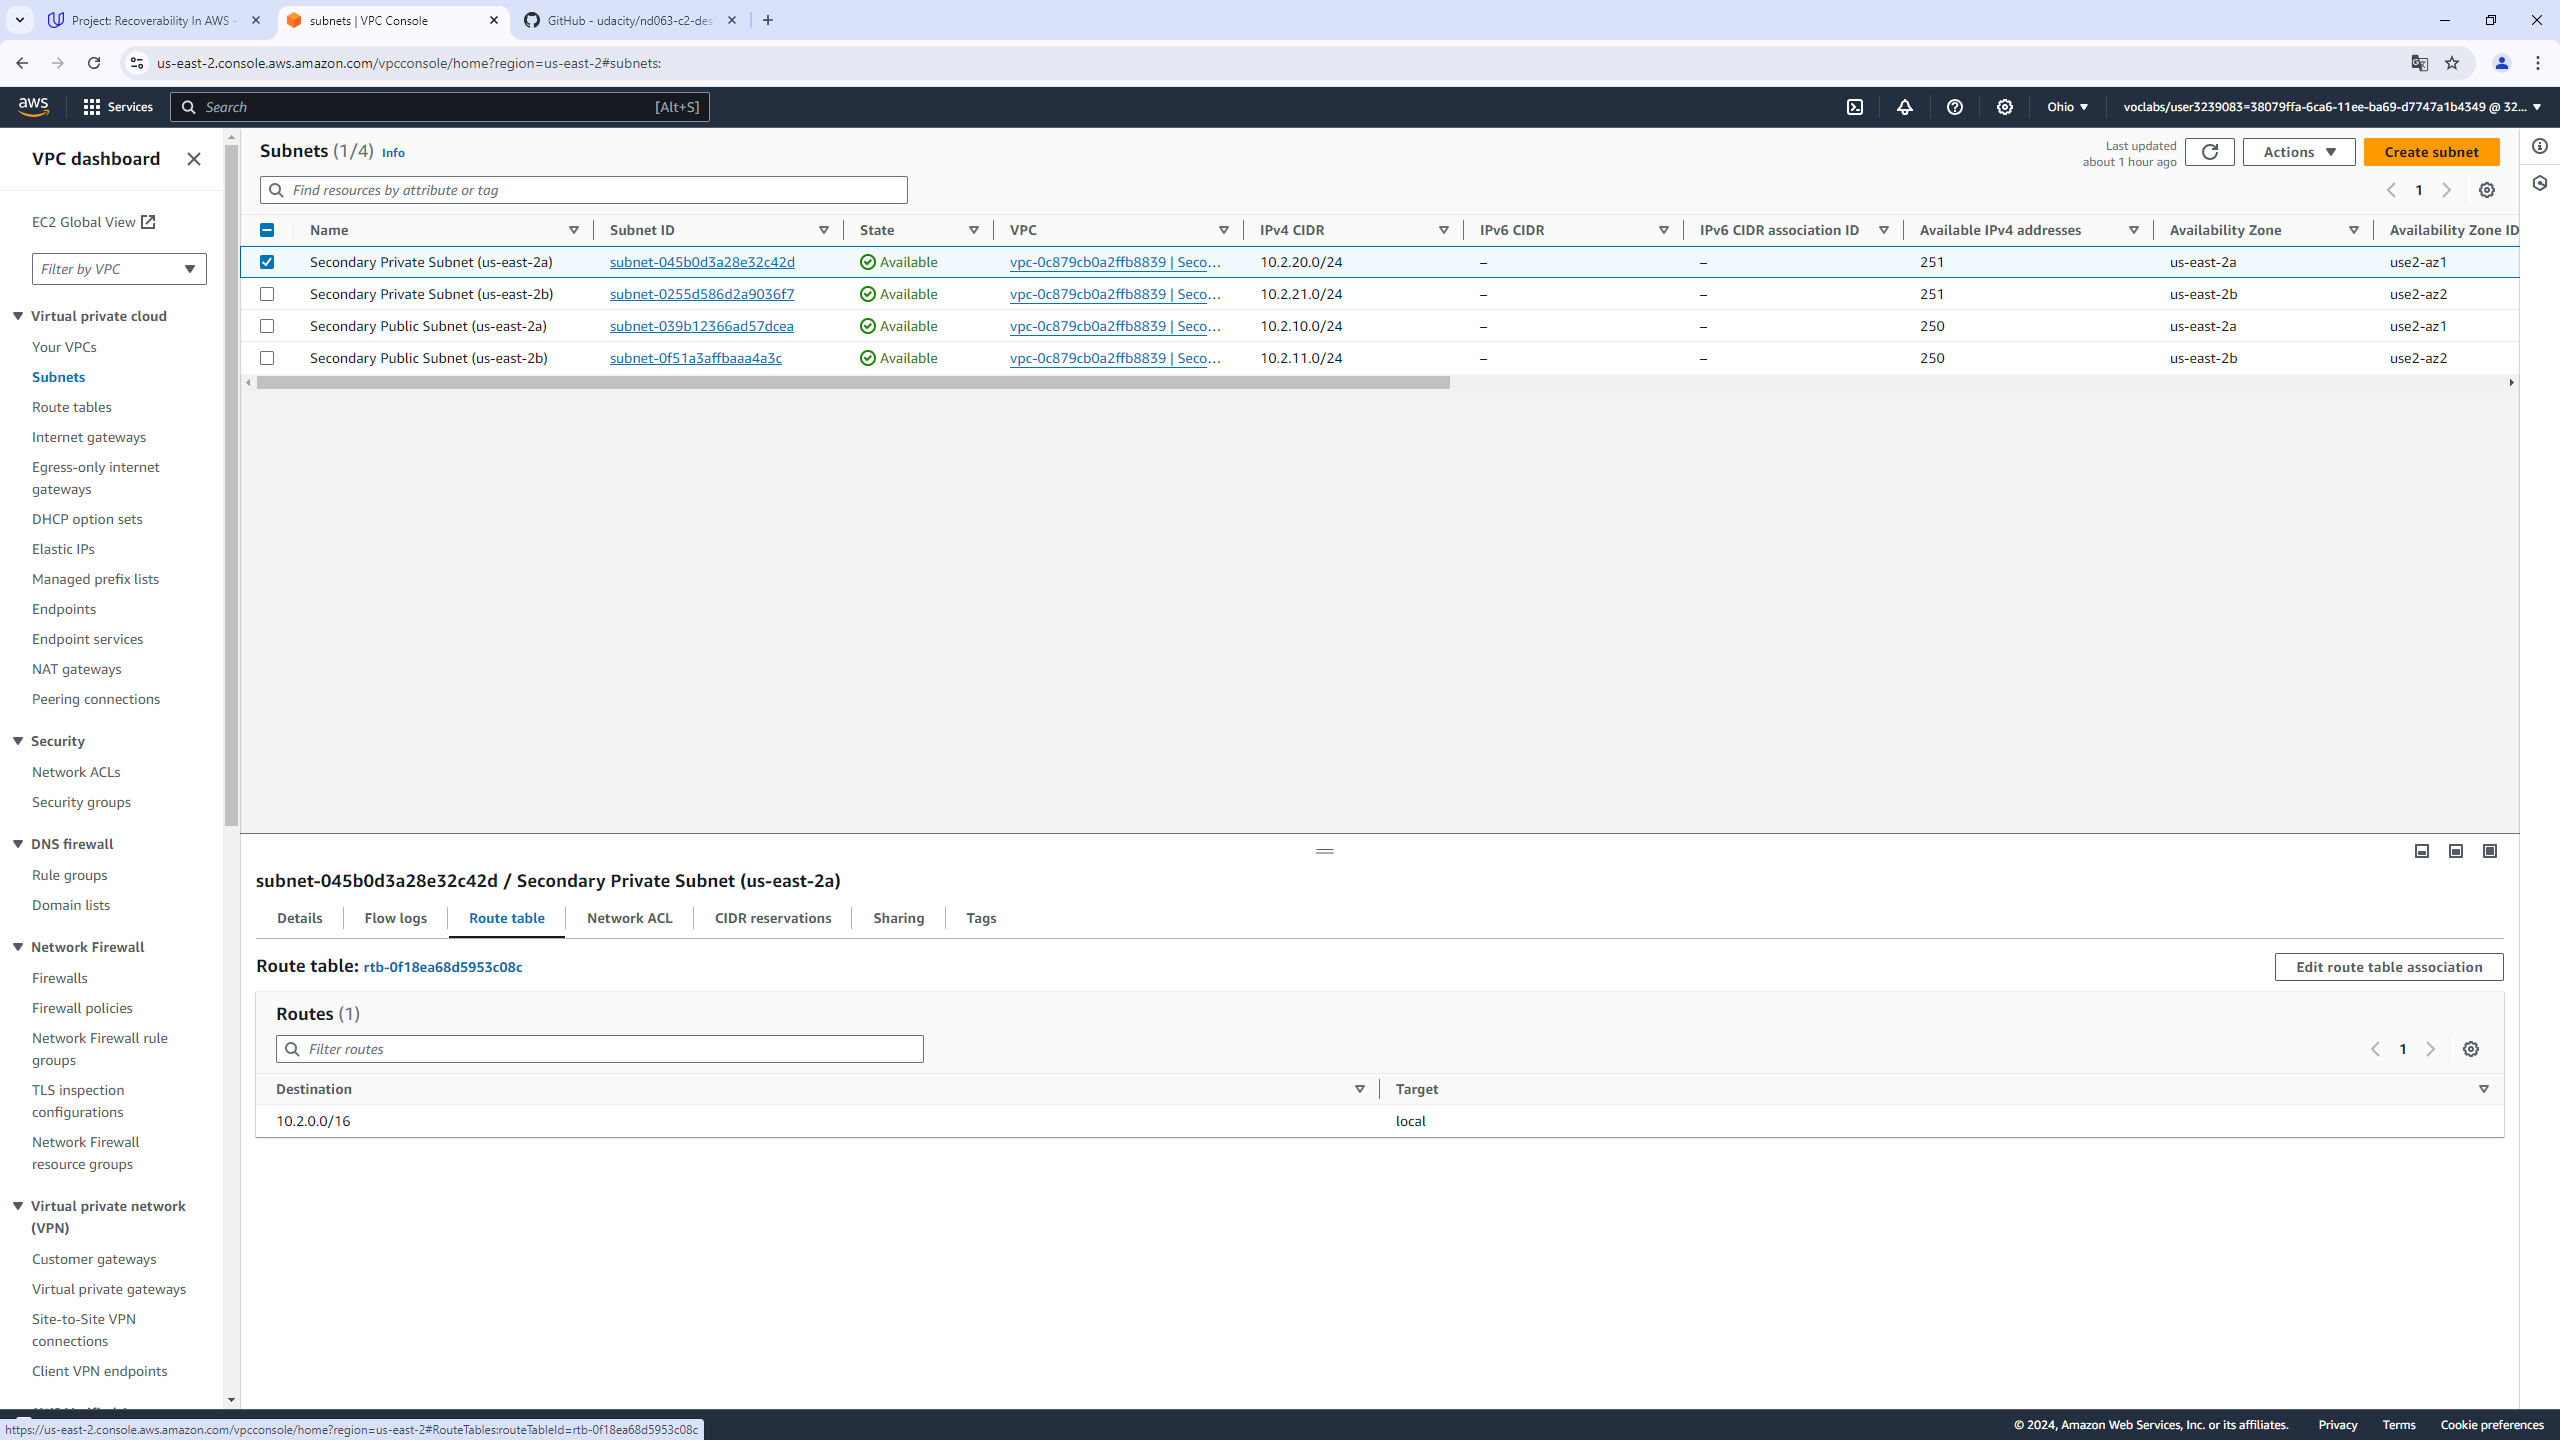 Project: Recoverability In AWS -
subnets | VPC Console
GitHub - udacity/nd063-c2-des
us-east-2.console.aws.amazon.com/vpcconsole/home?region=us-east-2#subnets:
aws
Services
Search
[Alt+S]
Ohio
voclabs/user3239083=38079ffa-6ca6-11ee-ba69-d7747a1b4349 @ 32...
VPC dashboard
EC2 Global View
Filter by VPC
Virtual private cloud
Your VPCs
Subnets
Route tables
Internet gateways
Egress-only internet
gateways
DHCP option sets
Elastic IPs
Managed prefix lists
Endpoints
Endpoint services
NAT gateways
Peering connections
Security
Network ACLs
Security groups
DNS firewall
Rule groups
Domain lists
Network Firewall
Firewalls
Firewall policies
Network Firewall rule
groups
TLS inspection
configurations
Network Firewall
resource groups
Virtual private network
(VPN)
Customer gateways
Virtual private gateways
Site-to-Site VPN
connections
Client VPN endpoints
Subnets (1/4) Info
Last updated
about 1 hour ago
Actions
Create subnet
Find resources by attribute or tag
1
Name Subnet ID State VPC IPv4 CIDR IPv6 CIDR IPv6 CIDR association ID Available IPv4 addresses Availability Zone Availability Zone ID
Secondary Private Subnet (us-east-2a) subnet-045b0d3a28e32c42d Available vpc-0c879cb0a2ffb8839 | Seco... 10.2.20.0/24 – – 251 us-east-2a use2-az1
Secondary Private Subnet (us-east-2b) subnet-0255d586d2a9036f7 Available vpc-0c879cb0a2ffb8839 | Seco... 10.2.21.0/24 – – 251 us-east-2b use2-az2
Secondary Public Subnet (us-east-2a) subnet-039b12366ad57dcea Available vpc-0c879cb0a2ffb8839 | Seco... 10.2.10.0/24 – – 250 us-east-2a use2-az1
Secondary Public Subnet (us-east-2b) subnet-0f51a3affbaaa4a3c Available vpc-0c879cb0a2ffb8839 | Seco... 10.2.11.0/24 – – 250 us-east-2b use2-az2
subnet-045b0d3a28e32c42d / Secondary Private Subnet (us-east-2a)
Details Flow logs Route table Network ACL CIDR reservations Sharing Tags
Route table: rtb-0f18ea68d5953c08c
Edit route table association
Routes (1)
Filter routes
1
Destination Target
10.2.0.0/16 local
https://us-east-2.console.aws.amazon.com/vpcconsole/home?region=us-east-2#RouteTables:routeTableId=rtb-0f18ea68d5953c08c
© 2024, Amazon Web Services, Inc. or its affiliates. Privacy Terms Cookie preferences